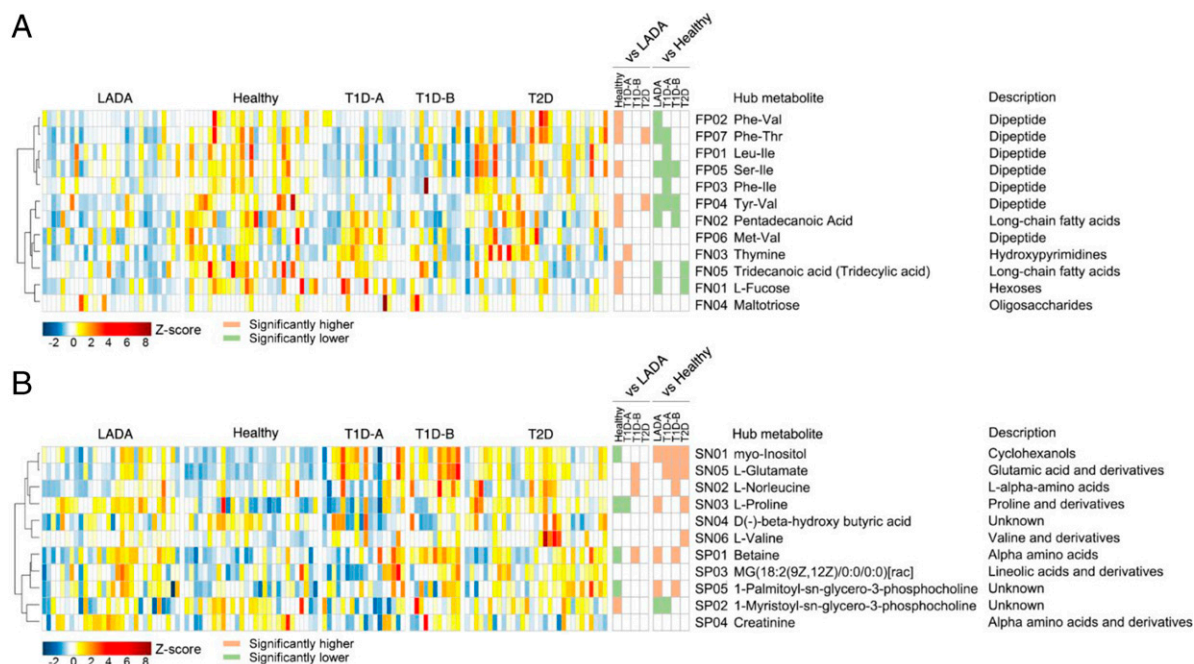 A
vs LADA
vs Healthy
Healthy
T1D-A
T1D-B
T2D
LADA
T1D-A
T1D-B
T2D
LADA Healthy T1D-A T1D-B T2D Hub metabolite Description
FP02 Phe-Val Dipeptide
FP07 Phe-Thr Dipeptide
FP01 Leu-Ile Dipeptide
FP05 Ser-Ile Dipeptide
FP03 Phe-Ile Dipeptide
FP04 Tyr-Val Dipeptide
FN02 Pentadecanoic Acid Long-chain fatty acids
FP06 Met-Val Dipeptide
FN03 Thymine Hydroxypyrimidines
FN05 Tridecanoic acid (Tridecylic acid) Long-chain fatty acids
FN01 L-Fucose Hexoses
FN04 Maltotriose Oligosaccharides
Z-score
-2 0 2 4 6 8
Significantly higher
Significantly lower
B
vs LADA
vs Healthy
Healthy
T1D-A
T1D-B
T2D
LADA
T1D-A
T1D-B
T2D
LADA Healthy T1D-A T1D-B T2D Hub metabolite Description
SN01 myo-Inositol Cyclohexanols
SN05 L-Glutamate Glutamic acid and derivatives
SN02 L-Norleucine L-alpha-amino acids
SN03 L-Proline Proline and derivatives
SN04 D(-)-beta-hydroxy butyric acid Unknown
SN06 L-Valine Valine and derivatives
SP01 Betaine Alpha amino acids
SP03 MG(18:2(9Z,12Z)/0:0/0:0)[rac] Lineolic acids and derivatives
SP05 1-Palmitoyl-sn-glycero-3-phosphocholine Unknown
SP02 1-Myristoyl-sn-glycero-3-phosphocholine Unknown
SP04 Creatinine Alpha amino acids and derivatives
Z-score
-2 0 2 4 6 8
Significantly higher
Significantly lower